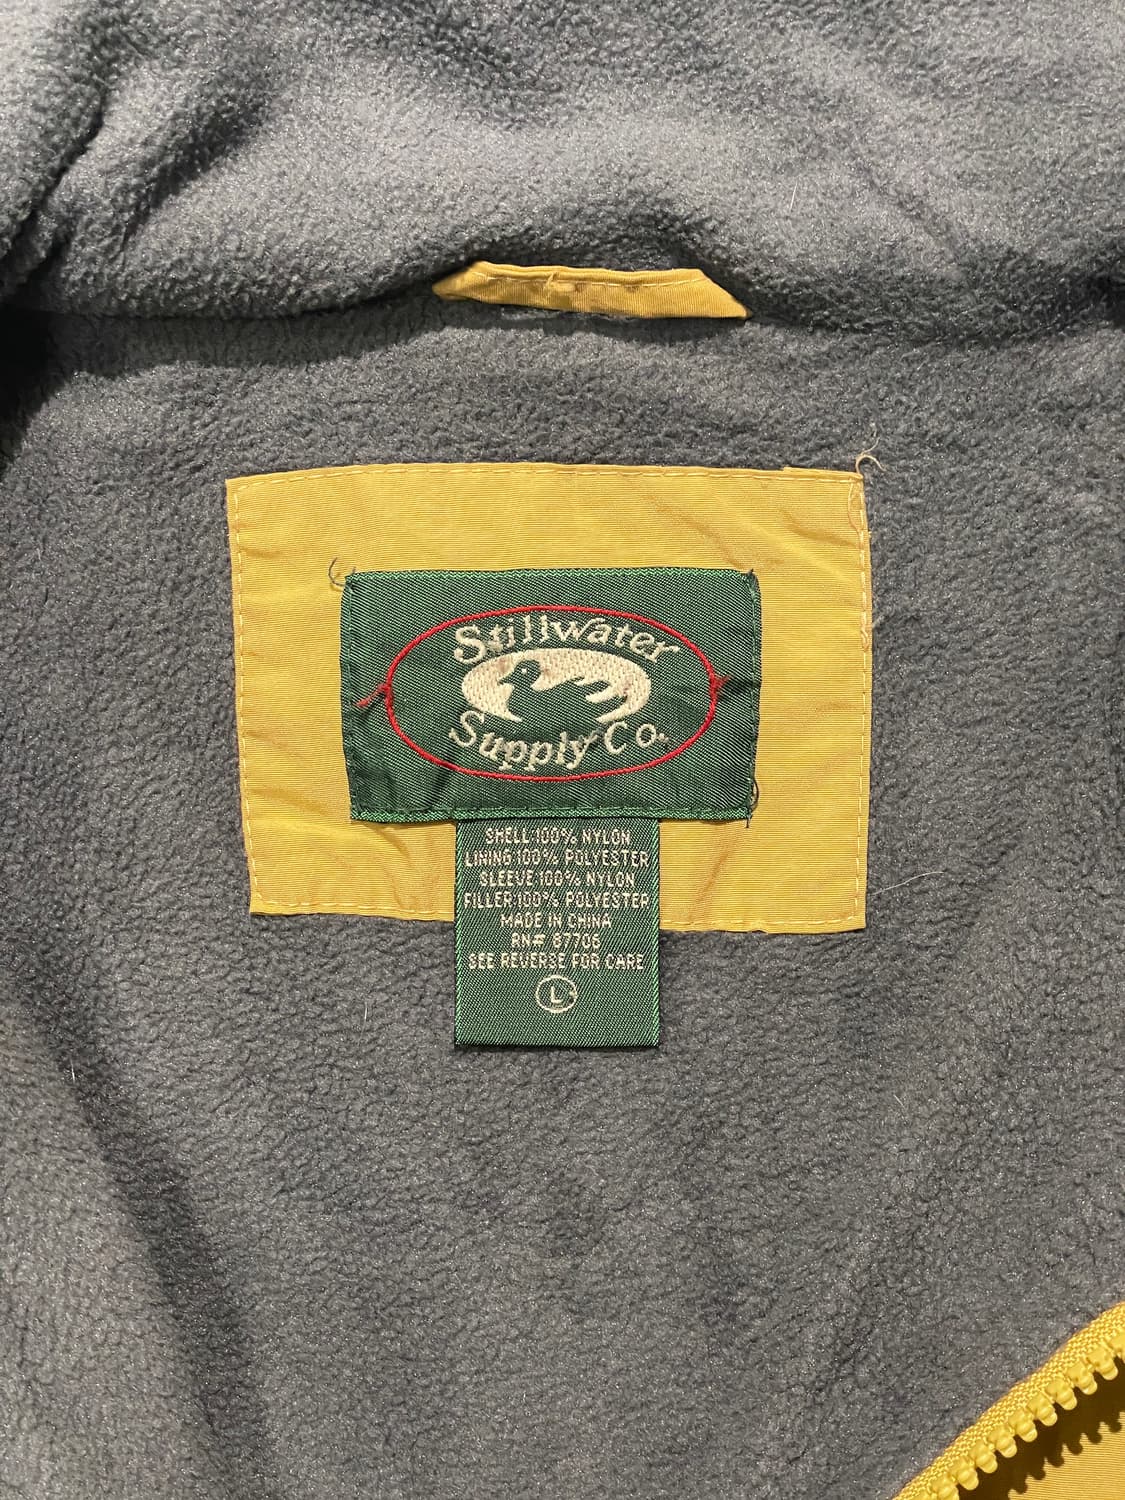 Stillwater
Supply Co.
SHELL:100% NYLON
LINING:100% POLYESTER
SLEEVE:100% NYLON
FILLER:100% POLYESTER
MADE IN CHINA
RN# 87706
SEE REVERSE FOR CARE
L